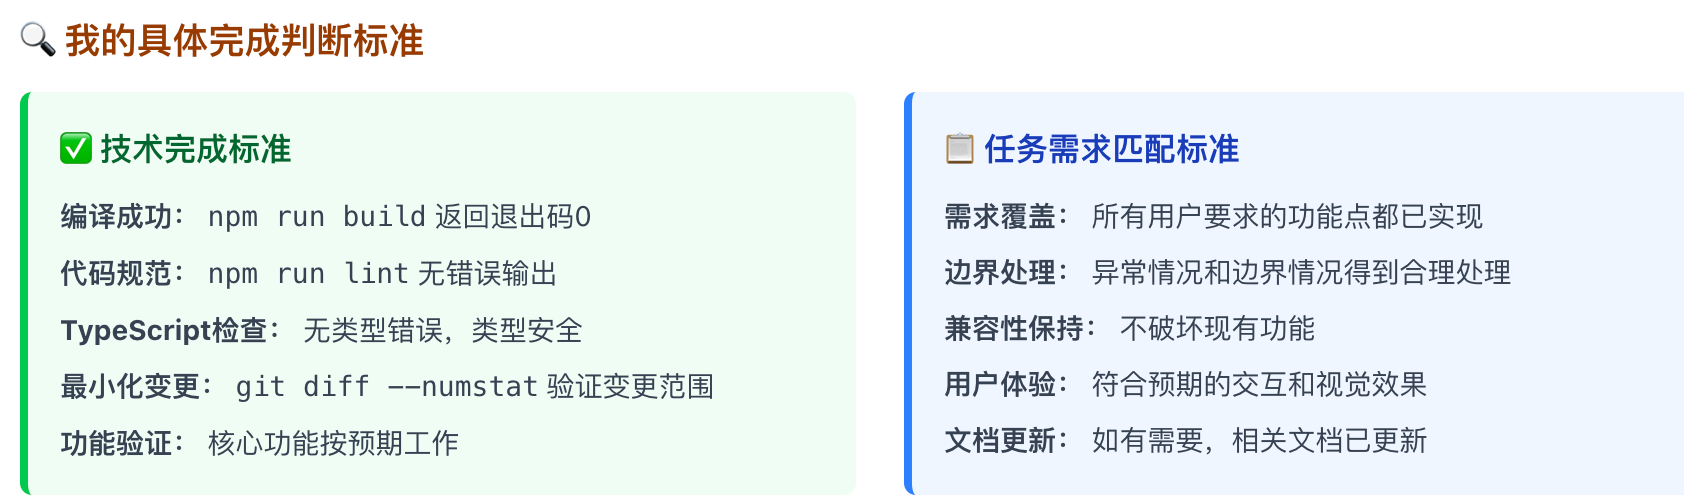 🔍 我的具体完成判断标准
✅ 技术完成标准
编译成功： npm run build 返回退出码0
代码规范： npm run lint 无错误输出
TypeScript检查： 无类型错误，类型安全
最小化变更： git diff --numstat 验证变更范围
功能验证： 核心功能按预期工作
📋 任务需求匹配标准
需求覆盖： 所有用户要求的功能点都已实现
边界处理： 异常情况和边界情况得到合理处理
兼容性保持： 不破坏现有功能
用户体验： 符合预期的交互和视觉效果
文档更新： 如有需要，相关文档已更新